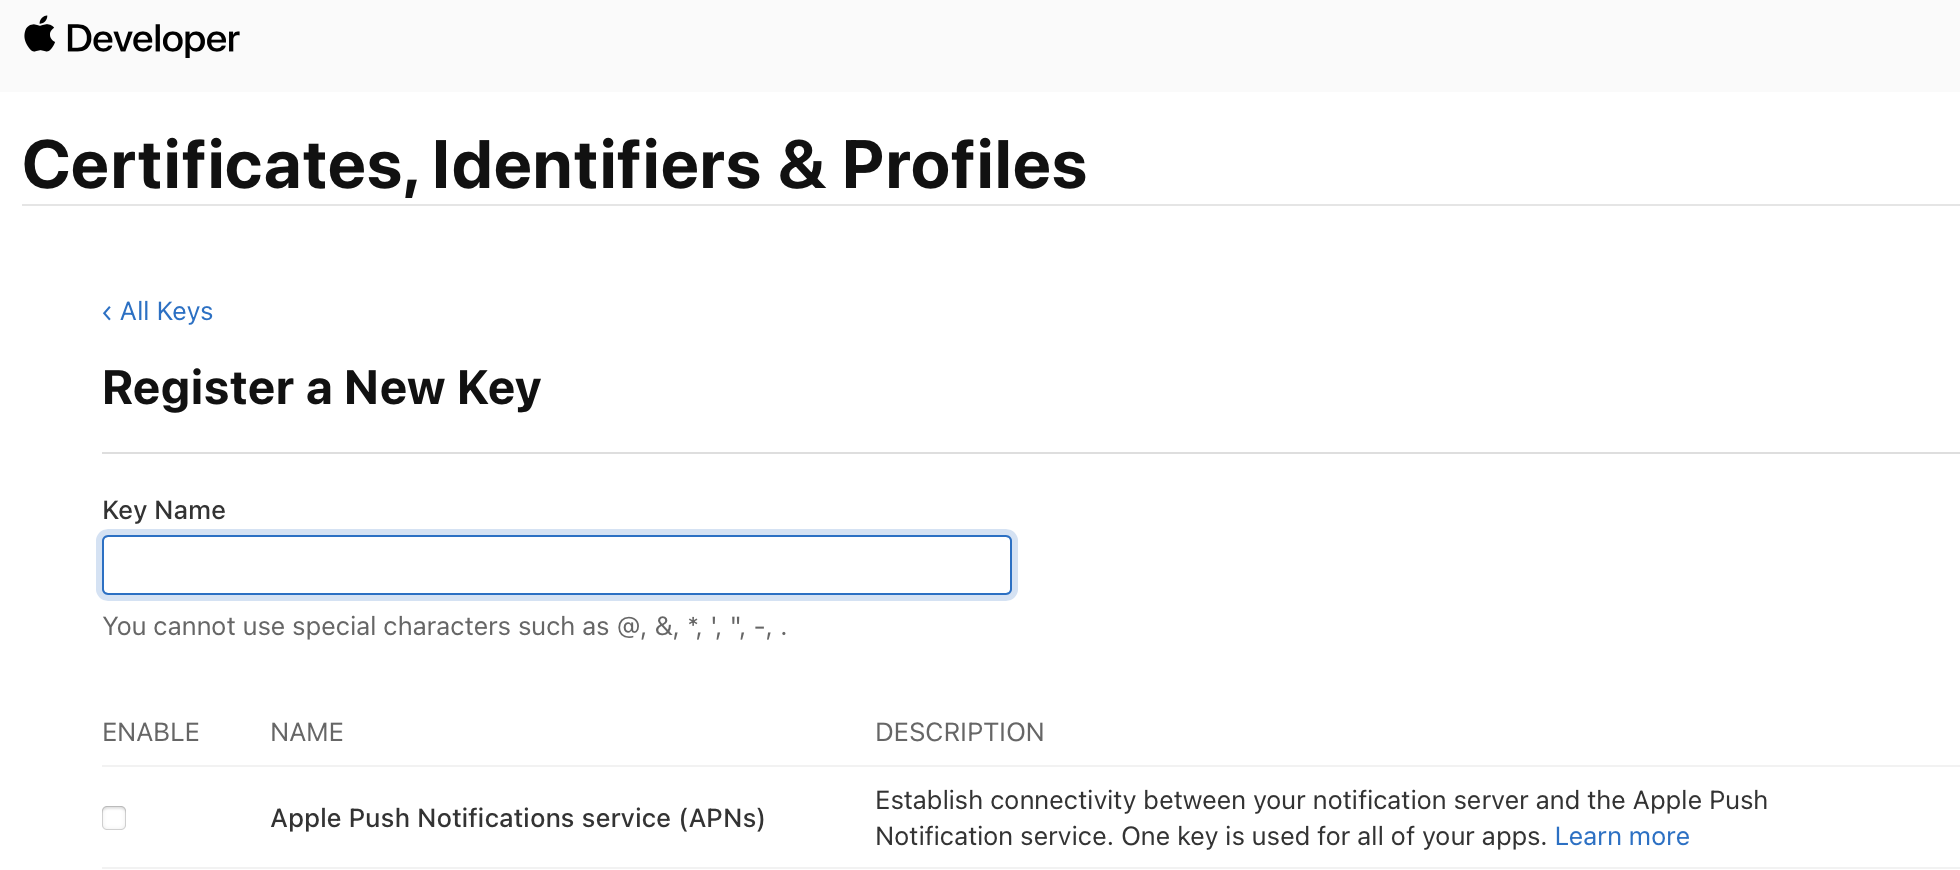 Developer
Certificates, Identifiers & Profiles
‹ All Keys
Register a New Key
Key Name
You cannot use special characters such as @, &, *, ', ", -, .
ENABLE NAME DESCRIPTION
Apple Push Notifications service (APNs)
Establish connectivity between your notification server and the Apple Push
Notification service. One key is used for all of your apps. Learn more